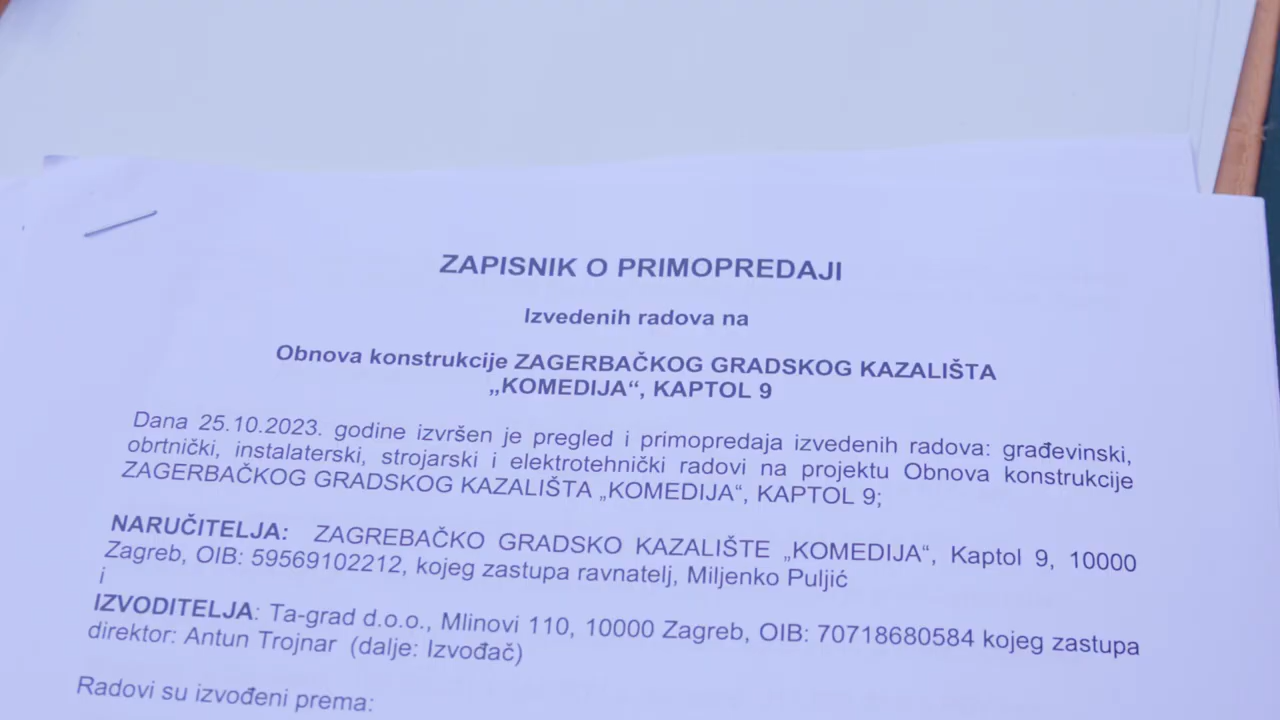 ZAPISNIK O PRIMOPREDAJI
Izvedenih radova na
Obnova konstrukcije ZAGERBAČKOG GRADSKOG KAZALIŠTA
„KOMEDIJA“, KAPTOL 9
Dana 25.10.2023. godine izvršen je pregled i primopredaja izvedenih radova: građevinski,
obrtnički, instalaterski, strojarski i elektrotehnički radovi na projektu Obnova konstrukcije
ZAGERBAČKOG GRADSKOG KAZALIŠTA „KOMEDIJA“, KAPTOL 9;
NARUČITELJA: ZAGREBAČKO GRADSKO KAZALIŠTE „KOMEDIJA“, Kaptol 9, 10000
Zagreb, OIB: 59569102212, kojeg zastupa ravnatelj, Miljenko Puljić
i
IZVODITELJA: Ta-grad d.o.o., Mlinovi 110, 10000 Zagreb, OIB: 70718680584 kojeg zastupa
direktor: Antun Trojnar (dalje: Izvođač)
Radovi su izvođeni prema: